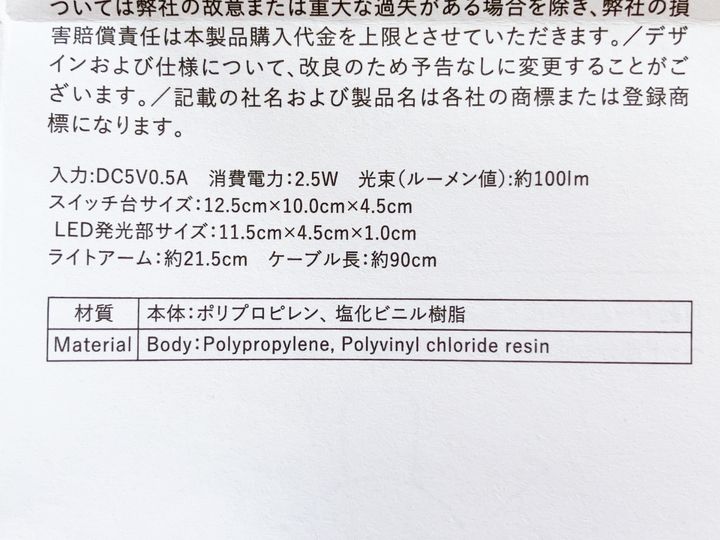 ついては弊社の故意または重大な過失がある場合を除き、弊社の損
害賠償責任は本製品購入代金を上限とさせていただきます。／デザ
インおよび仕様について、改良のため予告なしに変更することがご
ざいます。／記載の社名および製品名は各社の商標または登録商
標になります。
入力:DC5V0.5A 消費電力:2.5W 光束(ルーメン値):約100lm
スイッチ台サイズ:12.5cm×10.0cm×4.5cm
LED発光部サイズ:11.5cm×4.5cm×1.0cm
ライトアーム:約21.5cm ケーブル長:約90cm
材質 本体:ポリプロピレン、塩化ビニル樹脂
Material Body:Polypropylene, Polyvinyl chloride resin